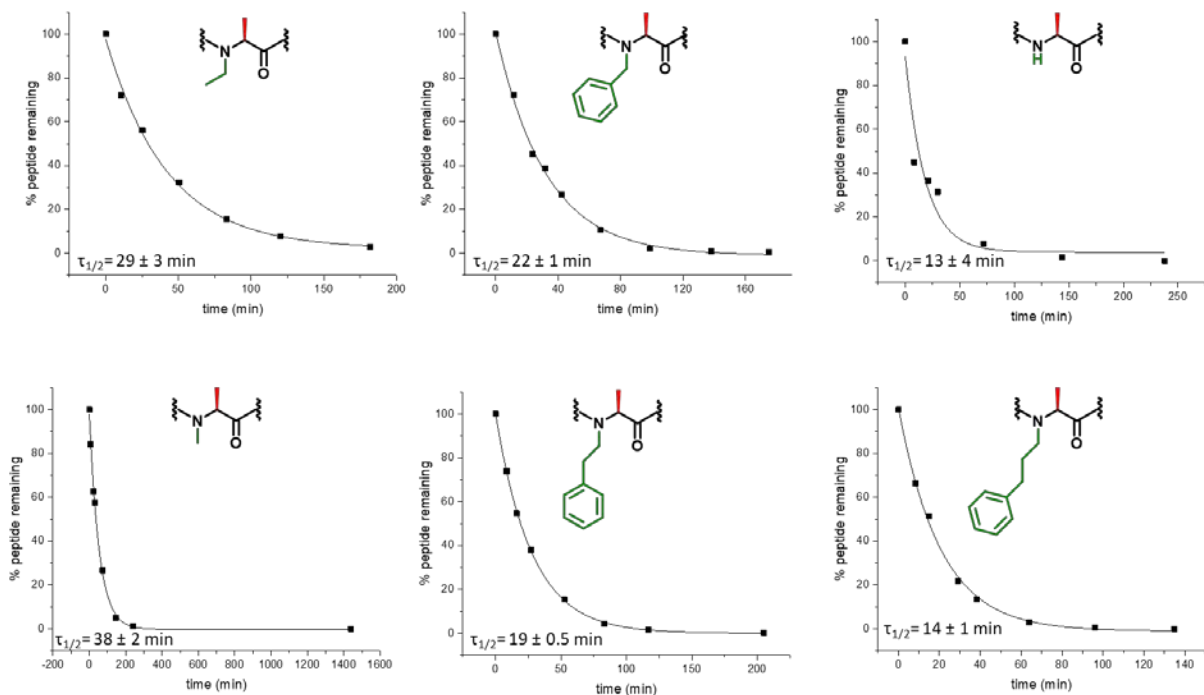 N
O
% peptide remaining
100
80
60
40
20
0
τ1/2= 29 ± 3 min
0 50 100 150 200
time (min)
N
O
% peptide remaining
100
80
60
40
20
0
τ1/2= 22 ± 1 min
0 40 80 120 160
time (min)
N
H
O
% peptide remaining
100
80
60
40
20
0
τ1/2= 13 ± 4 min
0 50 100 150 200 250
time (min)
N
O
% peptide remaining
100
80
60
40
20
0
τ1/2= 38 ± 2 min
-200 0 200 400 600 800 1000 1200 1400 1600
time (min)
N
O
% peptide remaining
100
80
60
40
20
0
τ1/2= 19 ± 0.5 min
0 50 100 150 200
time (min)
N
O
% peptide remaining
100
80
60
40
20
0
τ1/2= 14 ± 1 min
0 20 40 60 80 100 120 140
time (min)